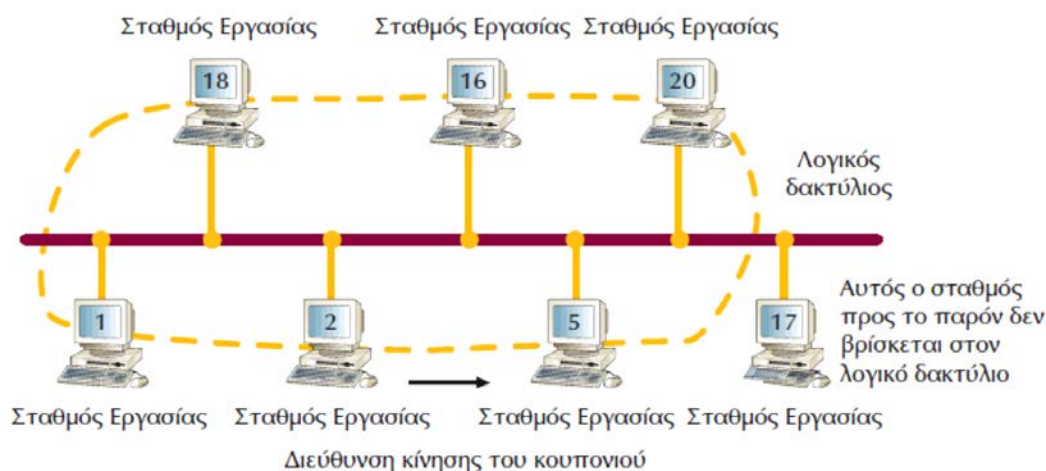 Σταθμός Εργασίας Σταθμός Εργασίας Σταθμός Εργασίας
18 16 20
Λογικός
δακτύλιος
1 2 5 17
Αυτός ο σταθμός
προς το παρόν δεν
βρίσκεται στον
λογικό δακτύλιο
Σταθμός Εργασίας Σταθμός Εργασίας Σταθμός Εργασίας Σταθμός Εργασίας
Διεύθυνση κίνησης του κουπονιού